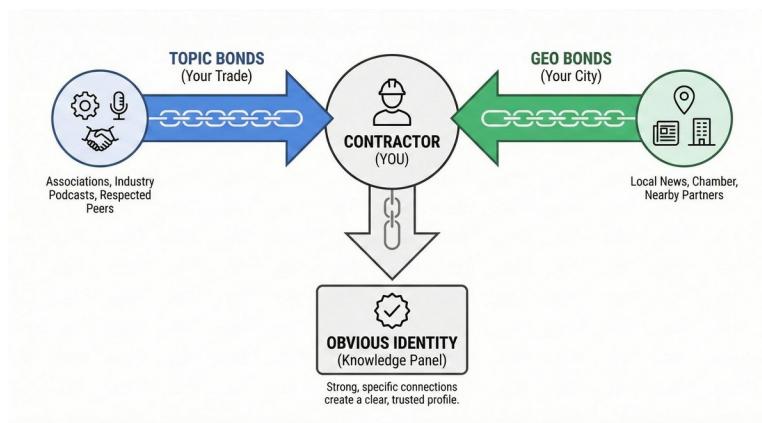 TOPIC BONDS
(Your Trade)
GEO BONDS
(Your City)
CONTRACTOR
(YOU)
Associations, Industry
Podcasts, Respected
Peers
Local News, Chamber,
Nearby Partners
OBVIOUS IDENTITY
(Knowledge Panel)
Strong, specific connections
create a clear, trusted profile.